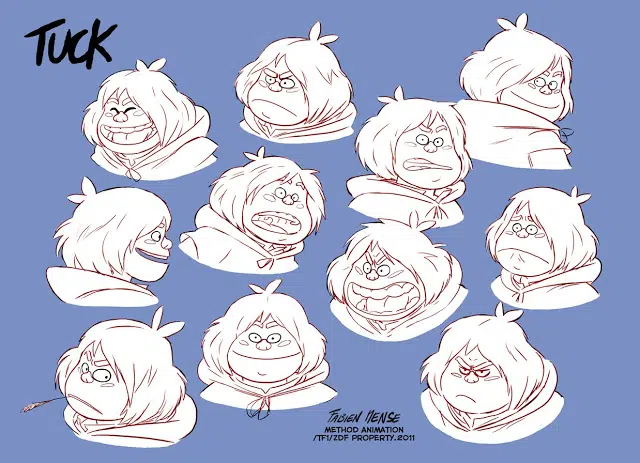 TUCK
FABIEN MENSE
METHOD ANIMATION
/TF1/ZDF PROPERTY.2011